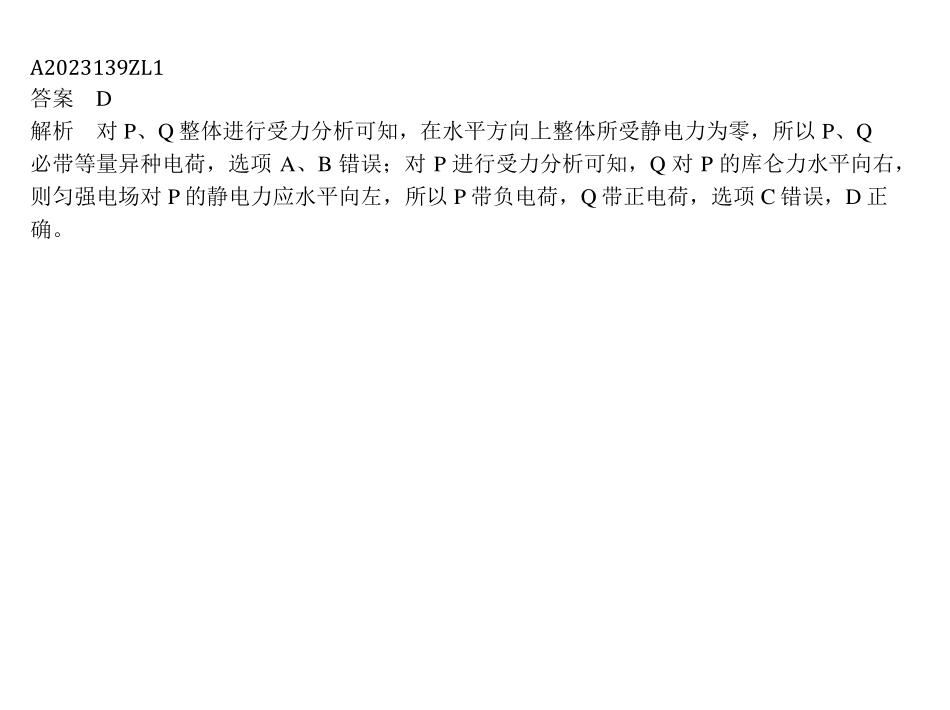 A2023139ZL1
答案　D
解析　对 P、Q 整体进行受力分析可知，在水平方向上整体所受静电力为零，所以 P、Q
必带等量异种电荷，选项 A、B 错误；对 P 进行受力分析可知，Q 对 P 的库仑力水平向右，
则匀强电场对 P 的静电力应水平向左，所以 P 带负电荷，Q 带正电荷，选项 C 错误，D 正
确。